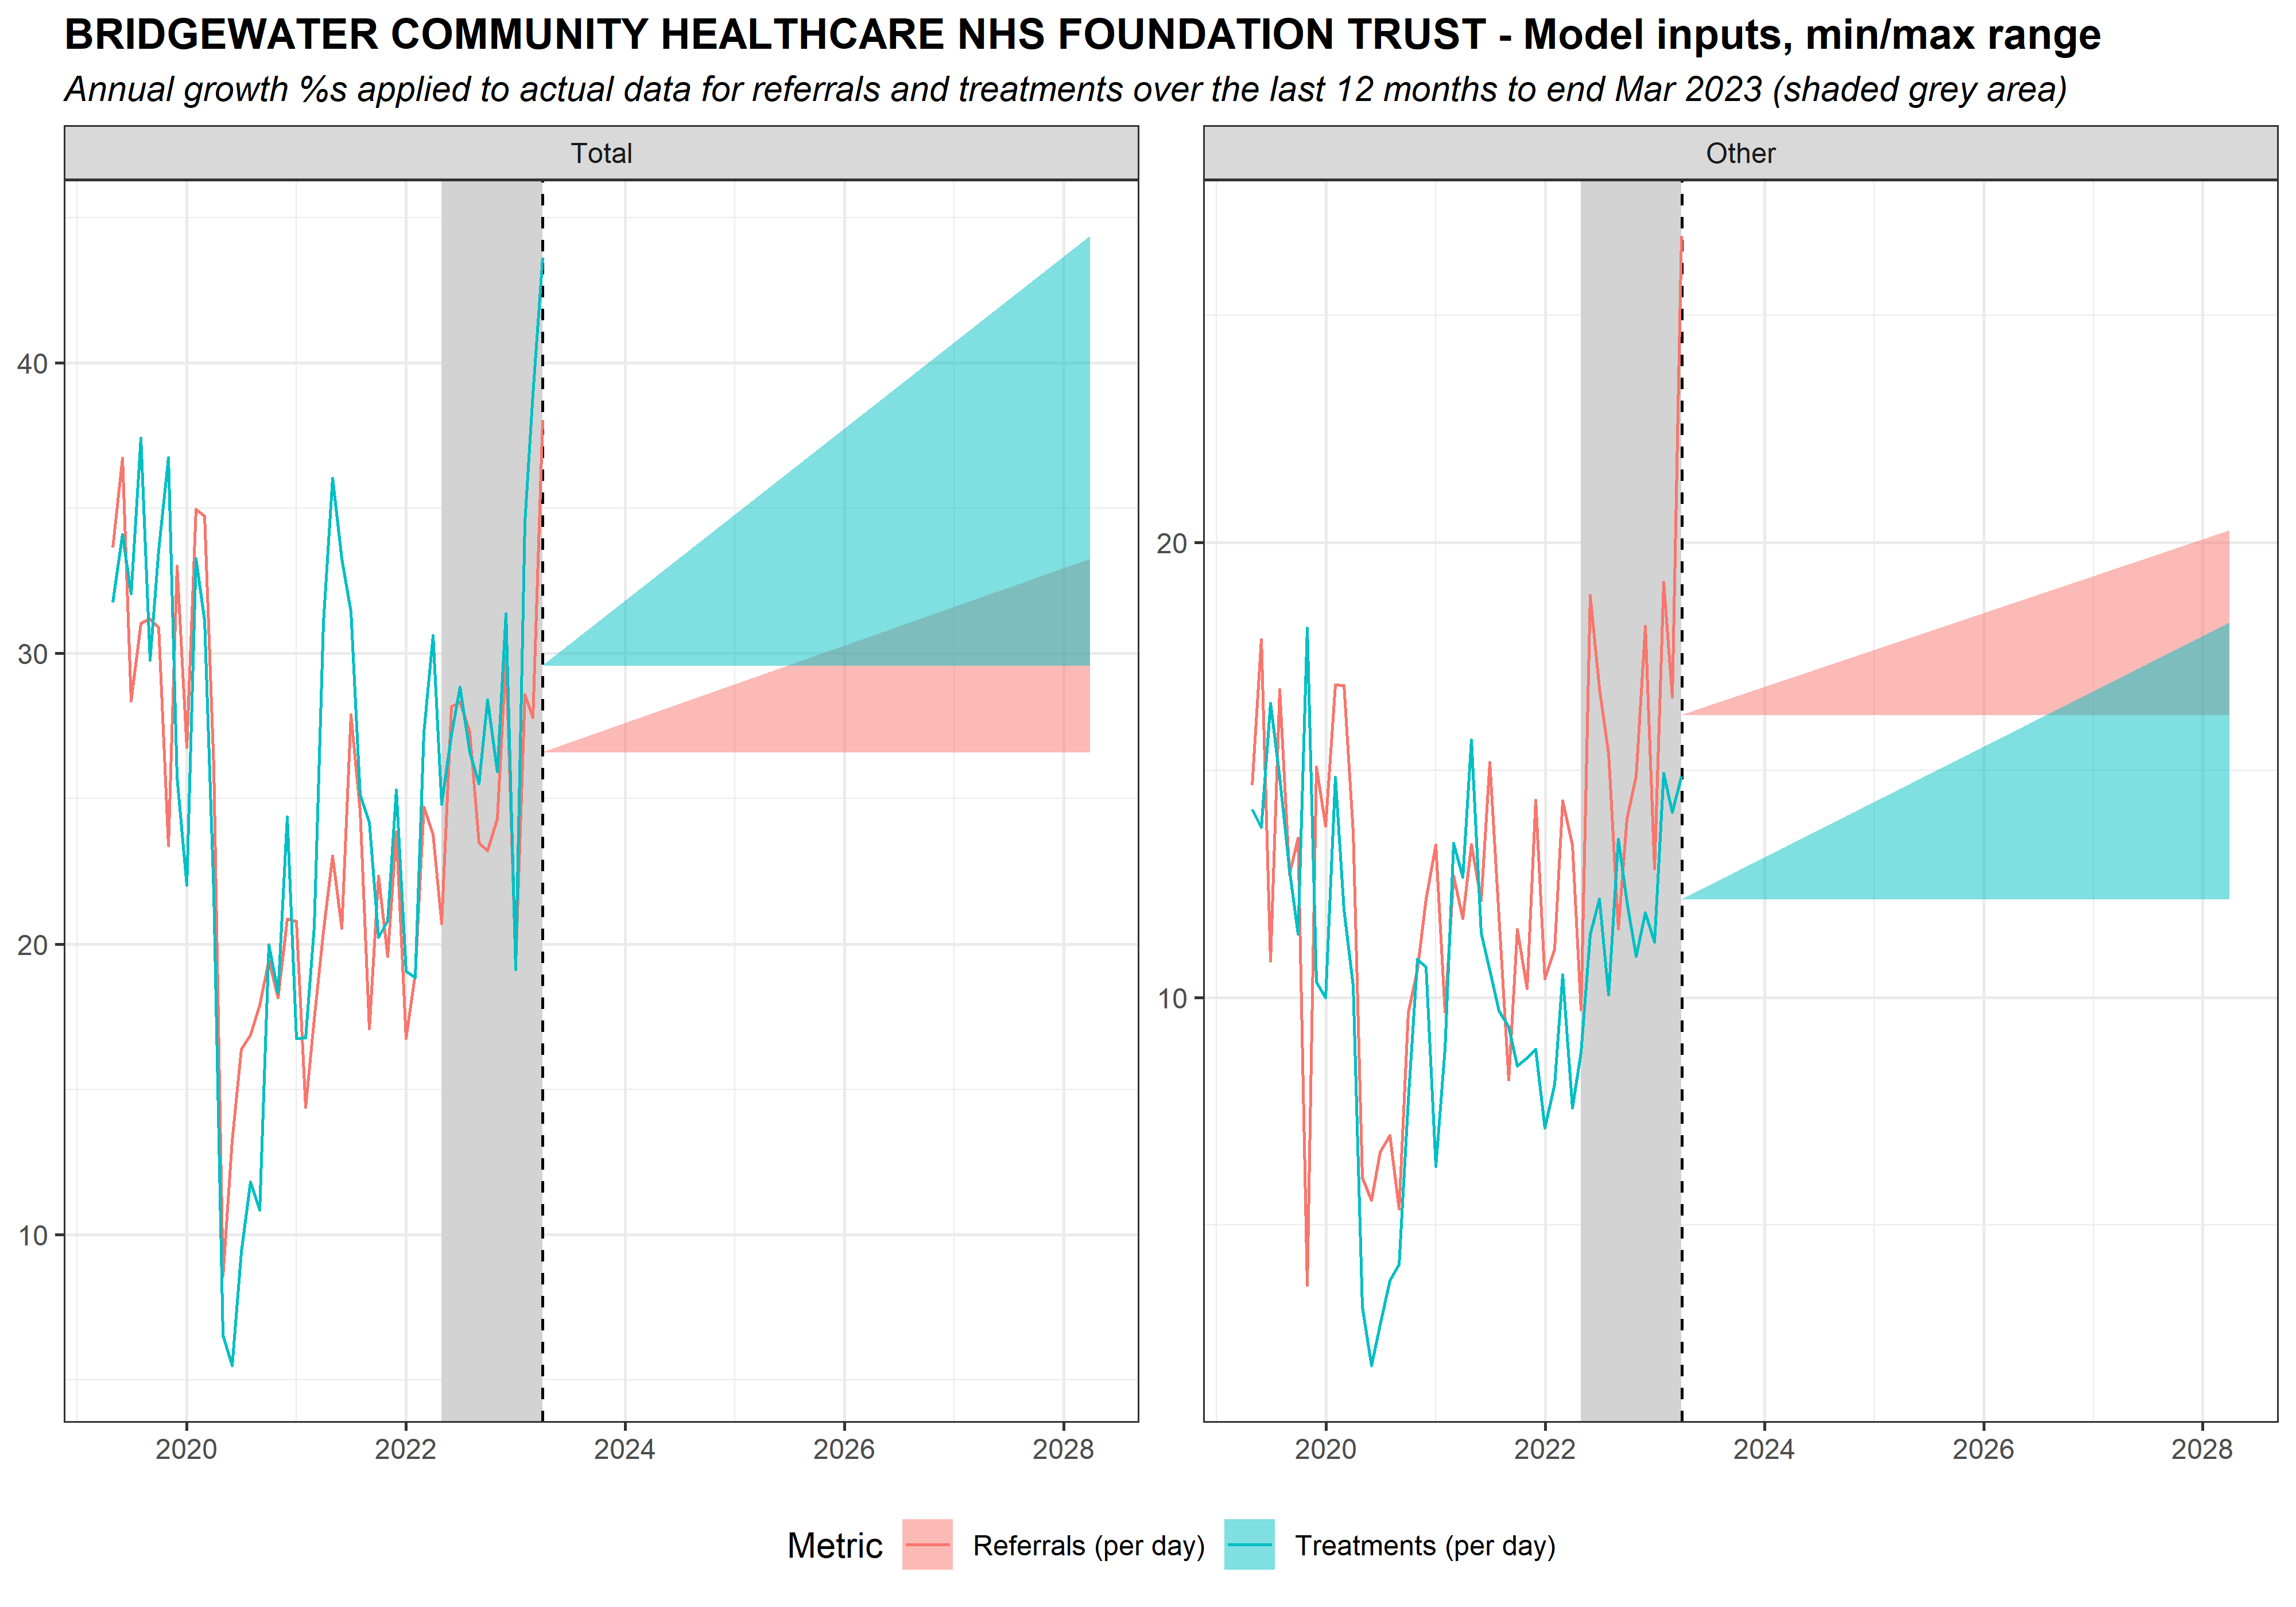 BRIDGEWATER COMMUNITY HEALTHCARE NHS FOUNDATION TRUST - Model inputs, min/max range
Annual growth %s applied to actual data for referrals and treatments over the last 12 months to end Mar 2023 (shaded grey area)
Total
Other
40
30
20
10
20
10
2020
2022
2024
2026
2028
2020
2022
2024
2026
2028
Metric
Referrals (per day)
Treatments (per day)